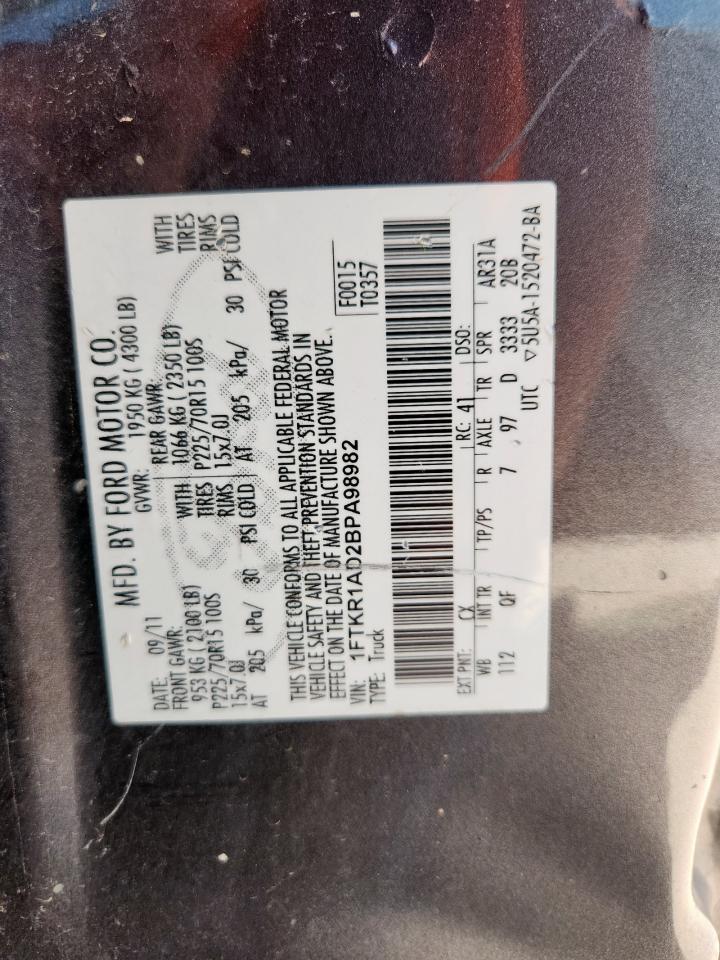 MFD. BY FORD MOTOR CO.
DATE: 09/11 GVWR: 1950 KG ( 4300 LB)
FRONT GAWR: REAR GAWR:
953 KG ( 2100 LB) WITH 1066 KG ( 2350 LB) WITH
P225/70R15 100S TIRES P225/70R15 100S TIRES
15x7.0J RIMS 15x7.0J RIMS
AT 205 kPa/ 30 PSI COLD AT 205 kPa/ 30 PSI COLD
THIS VEHICLE CONFORMS TO ALL APPLICABLE FEDERAL MOTOR
VEHICLE SAFETY AND THEFT PREVENTION STANDARDS IN
EFFECT ON THE DATE OF MANUFACTURE SHOWN ABOVE.
VIN: 1FTKR1AD2BPA98982 F0015
TYPE: Truck T0357
EXT PNT: CX RC: 41 DSO:
WB INT TR TP/PS R AXLE TR SPR AR31A
112 QF 7 97 D 3333 20B
UTC ▽5U5A-1520472-BA